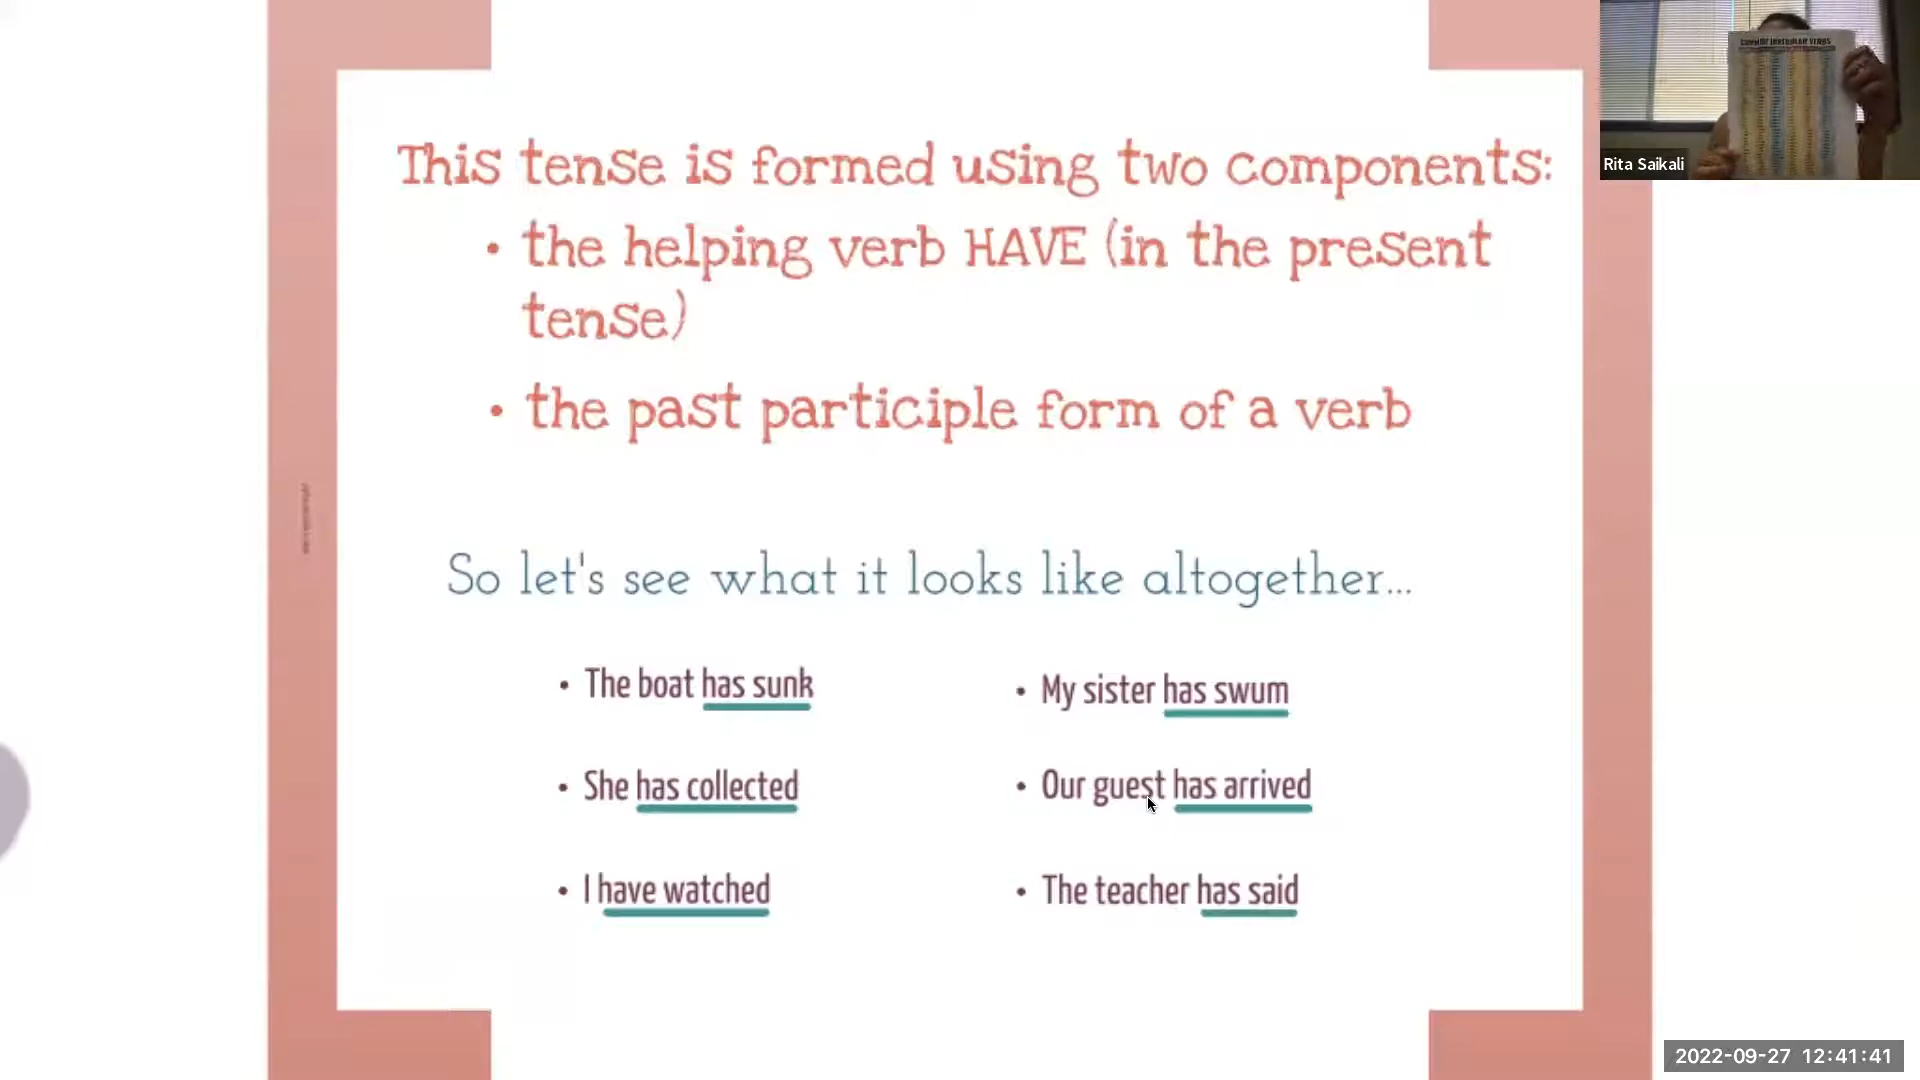 This tense is formed using two components:
• the helping verb HAVE (in the present
tense)
• the past participle form of a verb
So let's see what it looks like altogether...
• The boat has sunk
• She has collected
• I have watched
• My sister has swum
• Our guest has arrived
• The teacher has said
COMMON IRREGULAR VERBS
Rita Saikali
2022-09-27 12:41:41